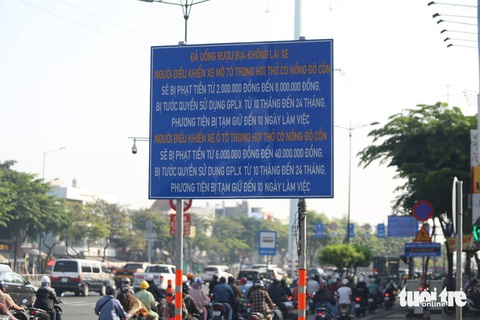 ĐÃ UỐNG RƯỢU BIA-KHÔNG LÁI XE
NGƯỜI ĐIỀU KHIỂN XE MÔ TÔ TRONG HƠI THỞ CÓ NỒNG ĐỘ CỒN
SẼ BỊ PHẠT TIỀN TỪ 2.000.000 ĐỒNG ĐẾN 8.000.000 ĐỒNG,
BỊ TƯỚC QUYỀN SỬ DỤNG GPLX TỪ 10 THÁNG ĐẾN 24 THÁNG,
PHƯƠNG TIỆN BỊ TẠM GIỮ ĐẾN 10 NGÀY LÀM VIỆC
NGƯỜI ĐIỀU KHIỂN XE Ô TÔ TRONG HƠI THỞ CÓ NỒNG ĐỘ CỒN
SẼ BỊ PHẠT TIỀN TỪ 6.000.000 ĐỒNG ĐẾN 40.000.000 ĐỒNG,
BỊ TƯỚC QUYỀN SỬ DỤNG GPLX TỪ 10 THÁNG ĐẾN 24 THÁNG,
PHƯƠNG TIỆN BỊ TẠM GIỮ ĐẾN 10 NGÀY LÀM VIỆC
tuổi trẻ
tuổi trẻ
online